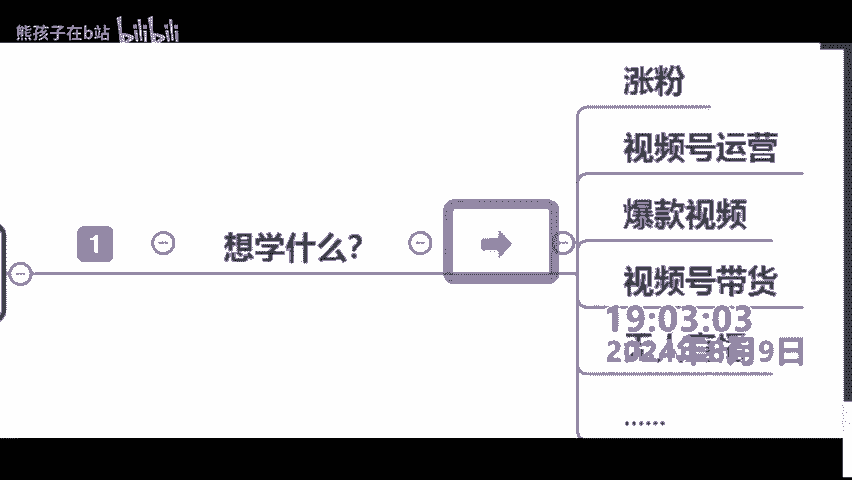 熊孩子在b站 bilibili
涨粉
视频号运营
爆款视频
1 想学什么?
视频号带货
19:03:03
2024年8月9日
......